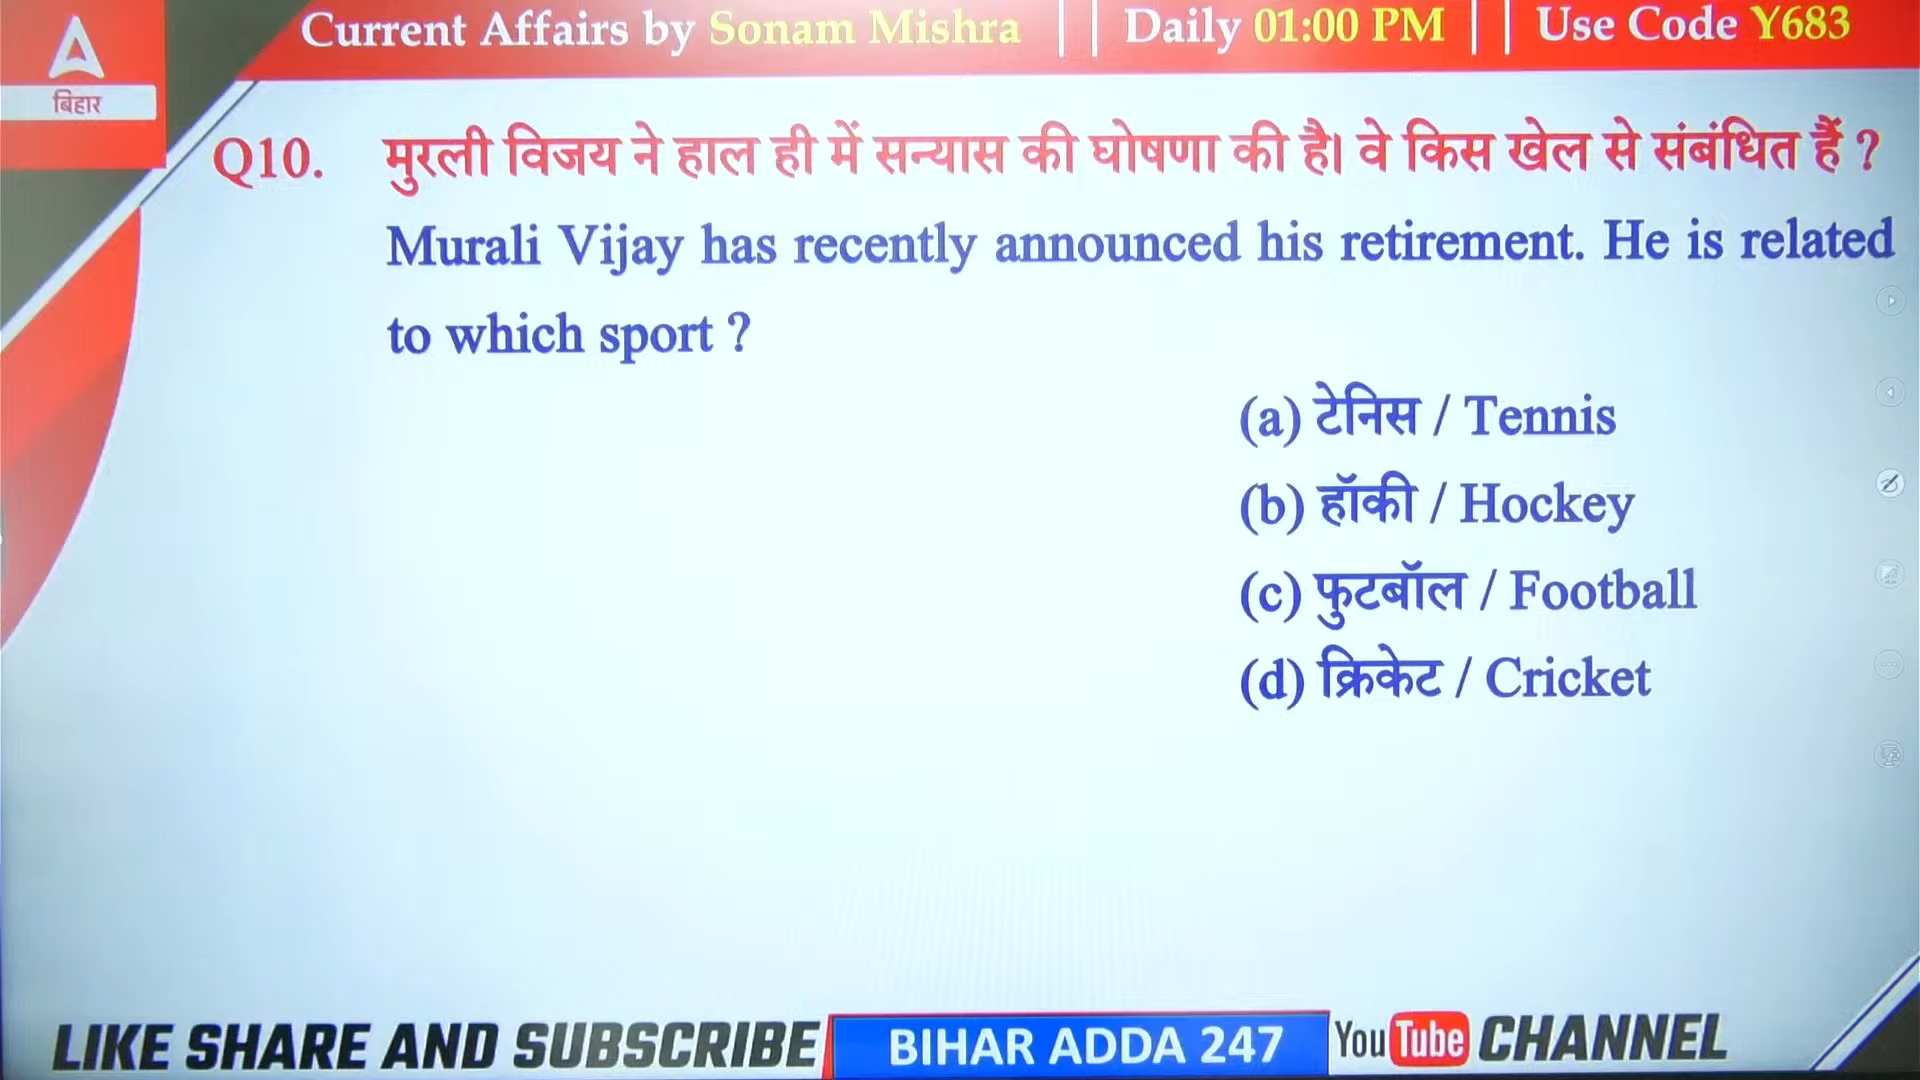 Current Affairs by Sonam Mishra || Daily 01:00 PM || Use Code Y683
बिहार
Q10. मुरली विजय ने हाल ही में सन्यास की घोषणा की है। वे किस खेल से संबंधित हैं ?
Murali Vijay has recently announced his retirement. He is related
to which sport ?
(a) टेनिस / Tennis
(b) हॉकी / Hockey
(c) फुटबॉल / Football
(d) क्रिकेट / Cricket
LIKE SHARE AND SUBSCRIBE BIHAR ADDA 247 YouTube CHANNEL